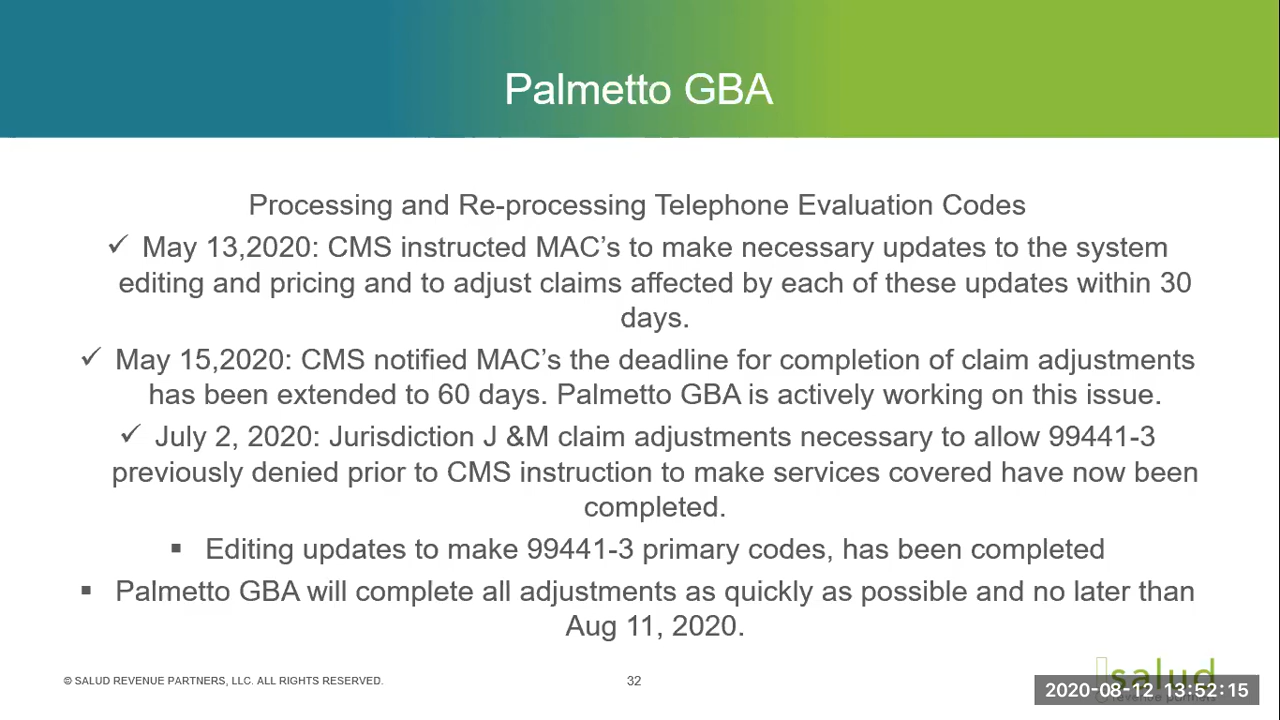 Palmetto GBA
Processing and Re-processing Telephone Evaluation Codes
✓ May 13,2020: CMS instructed MAC’s to make necessary updates to the system
editing and pricing and to adjust claims affected by each of these updates within 30
days.
✓ May 15,2020: CMS notified MAC’s the deadline for completion of claim adjustments
has been extended to 60 days. Palmetto GBA is actively working on this issue.
✓ July 2, 2020: Jurisdiction J &M claim adjustments necessary to allow 99441-3
previously denied prior to CMS instruction to make services covered have now been
completed.
▪ Editing updates to make 99441-3 primary codes, has been completed
▪ Palmetto GBA will complete all adjustments as quickly as possible and no later than
Aug 11, 2020.
© SALUD REVENUE PARTNERS, LLC. ALL RIGHTS RESERVED.
32
salud
2020-08-12 13:52:15